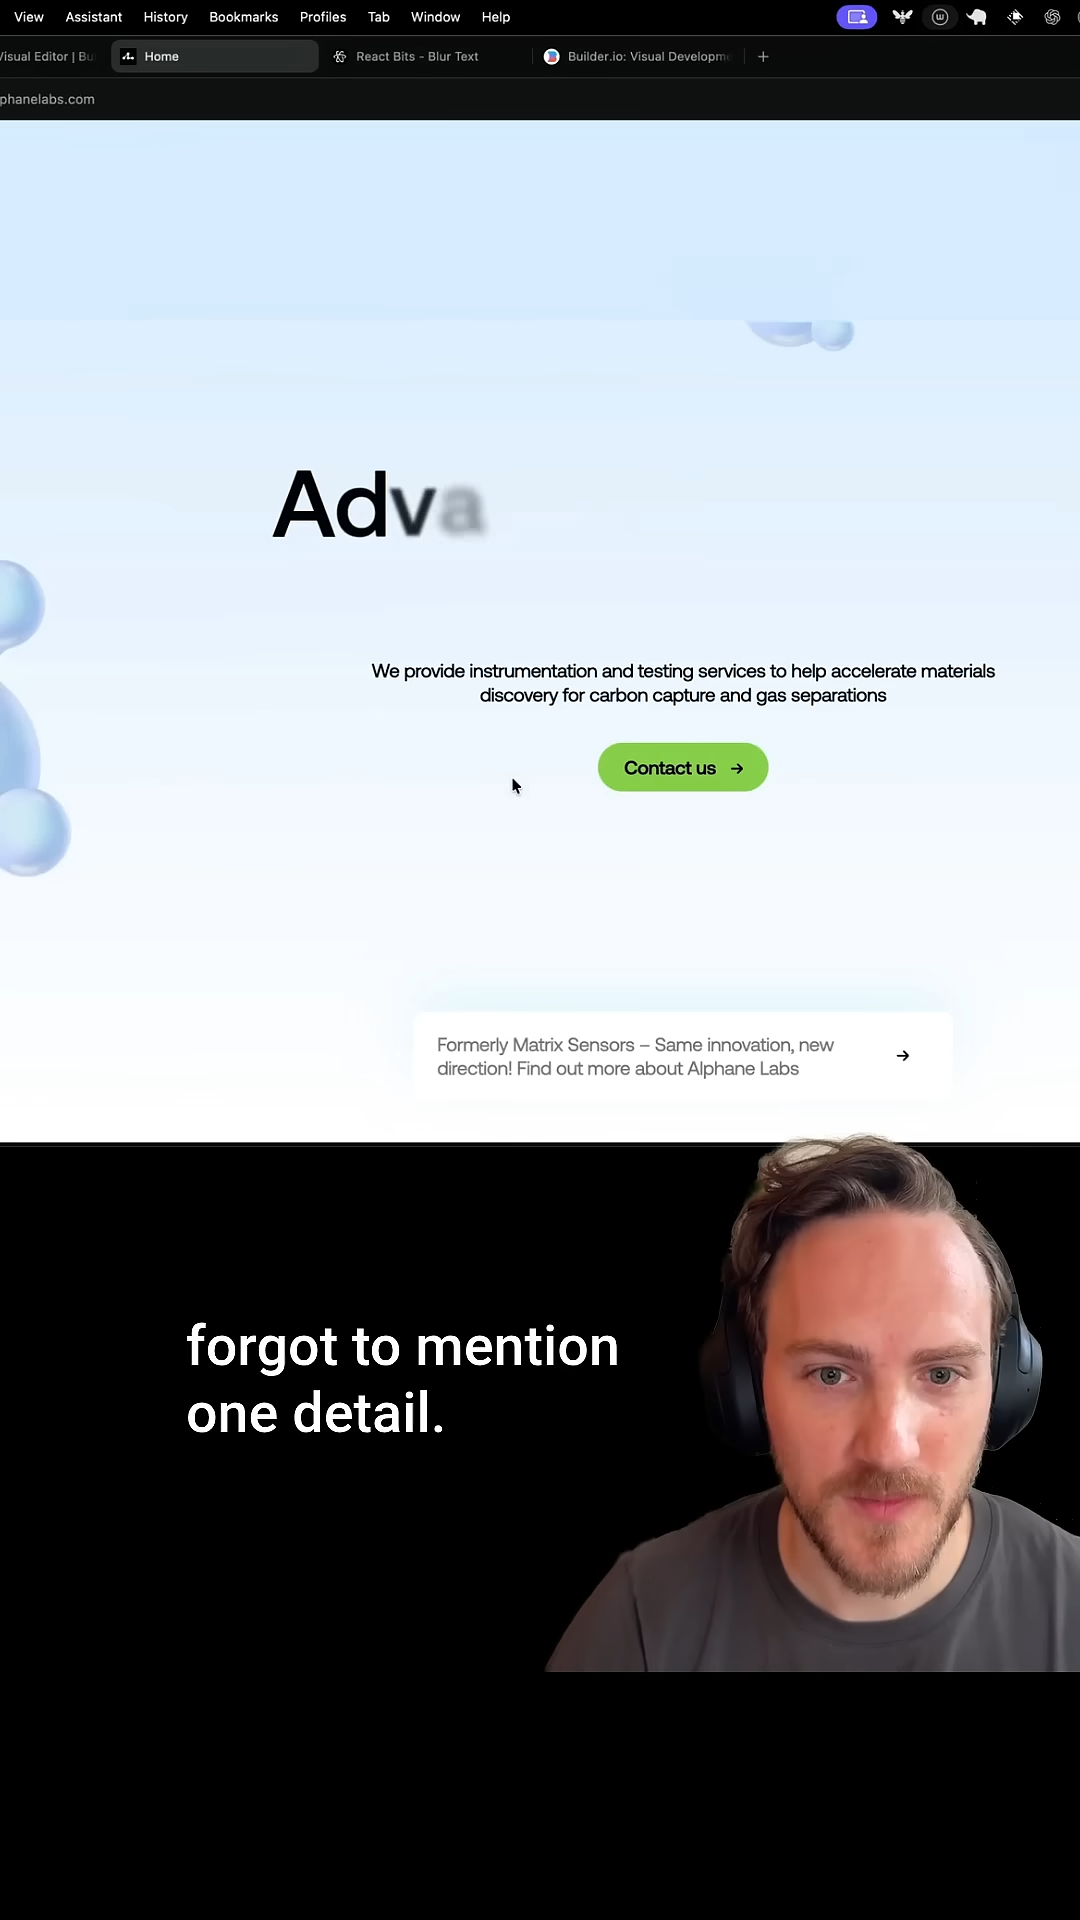 View Assistant History Bookmarks Profiles Tab Window Help
Visual Editor | Bu
Home
React Bits - Blur Text
Builder.io: Visual Developme
phanelabs.com
Adva
We provide instrumentation and testing services to help accelerate materials
discovery for carbon capture and gas separations
Contact us →
Formerly Matrix Sensors – Same innovation, new
direction! Find out more about Alphane Labs
→
forgot to mention
one detail.